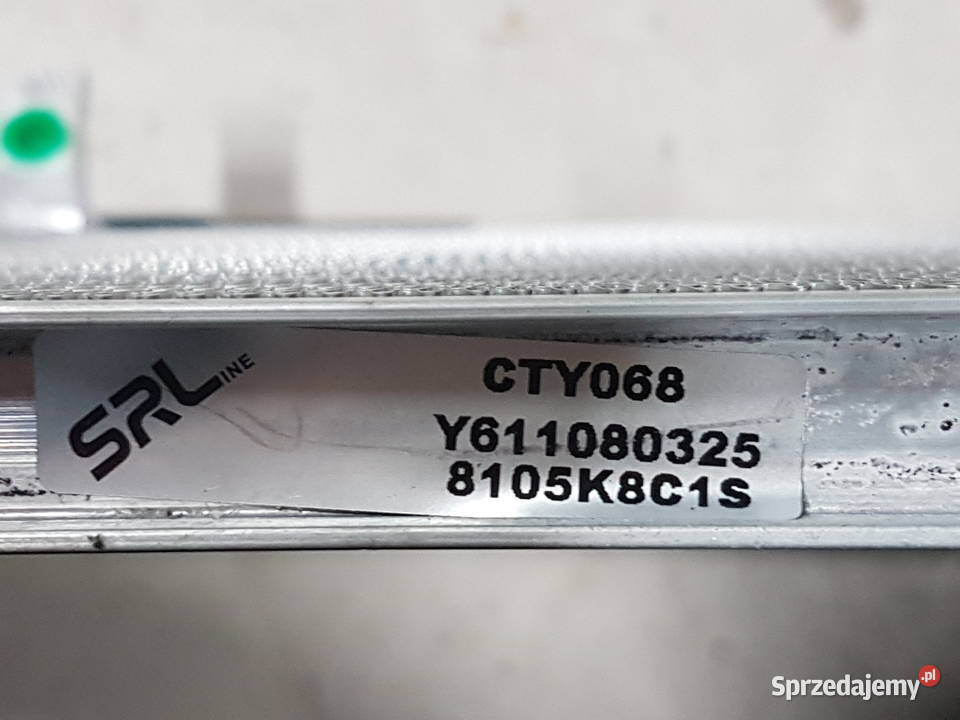 SRLINE
CTY068
Y611080325
8105K8C1S
Sprzedajemy.pl